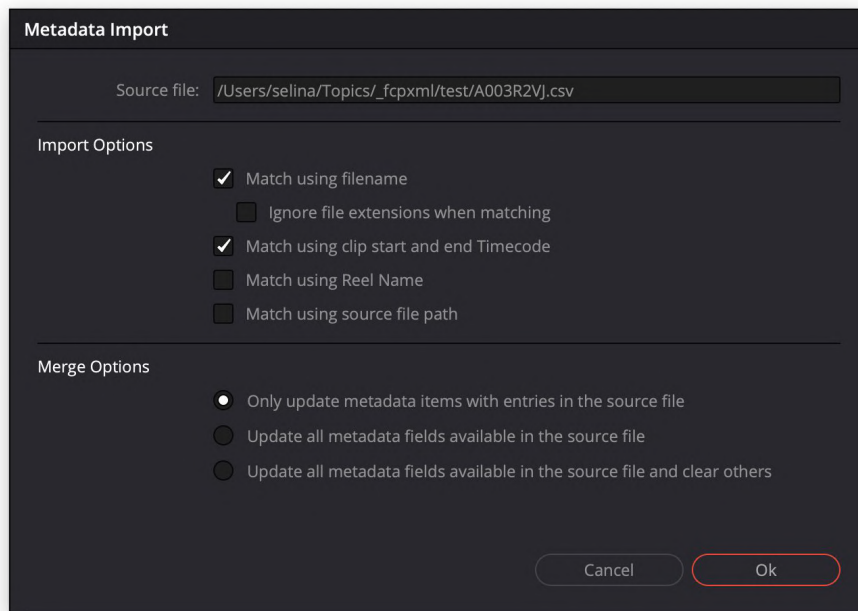 Metadata Import
Source file: /Users/selina/Topics/_fcpxml/test/A003R2VJ.csv
Import Options
Match using filename
Ignore file extensions when matching
Match using clip start and end Timecode
Match using Reel Name
Match using source file path
Merge Options
Only update metadata items with entries in the source file
Update all metadata fields available in the source file
Update all metadata fields available in the source file and clear others
Cancel Ok